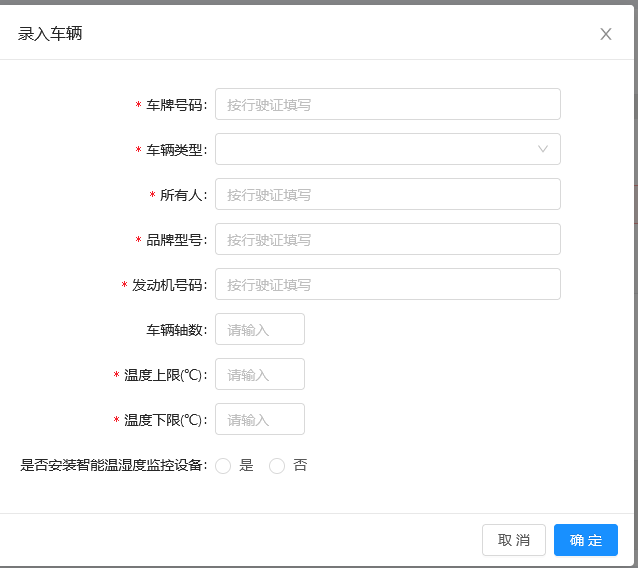 录入车辆
* 车牌号码: 按行驶证填写
* 车辆类型:
* 所有人: 按行驶证填写
* 品牌型号: 按行驶证填写
* 发动机号码: 按行驶证填写
车辆轴数: 请输入
* 温度上限(℃): 请输入
* 温度下限(℃): 请输入
是否安装智能温湿度监控设备: 是 否
取 消 确 定